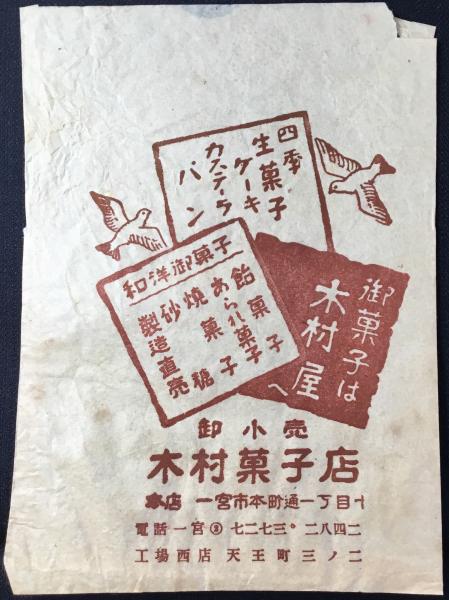 四季
生菓子
ケーキ
カステーラ
パン
御菓子は
木村屋
へ
和洋御菓子
飴菓子
あられ菓子
焼菓子
砂糖
製造直売
卸小売
木村菓子店
本店 一宮市本町通一丁目十
電話一宮②七二七三・二八四二
工場西店 天王町三ノ二